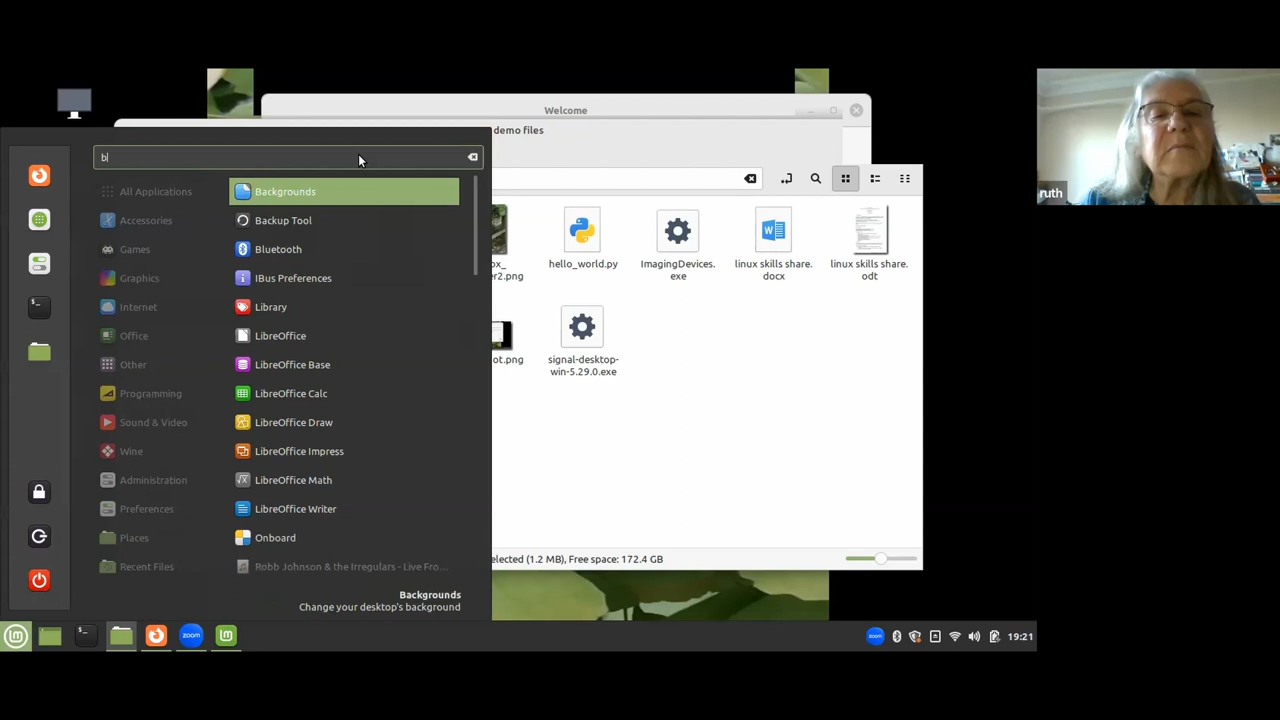 Welcome
demo files
b
All Applications
Accessories
Games
Graphics
Internet
Office
Other
Programming
Sound & Video
Wine
Administration
Preferences
Places
Recent Files
Backgrounds
Backup Tool
Bluetooth
IBus Preferences
Library
LibreOffice
LibreOffice Base
LibreOffice Calc
LibreOffice Draw
LibreOffice Impress
LibreOffice Math
LibreOffice Writer
Onboard
Robb Johnson & the Irregulars - Live Fro...
Backgrounds
Change your desktop's background
ox_
er2.png
hello_world.py
ImagingDevices.
exe
linux skills share.
docx
linux skills share.
odt
ot.png
signal-desktop-
win-5.29.0.exe
elected (1.2 MB), Free space: 172.4 GB
ruth
zoom
zoom
19:21